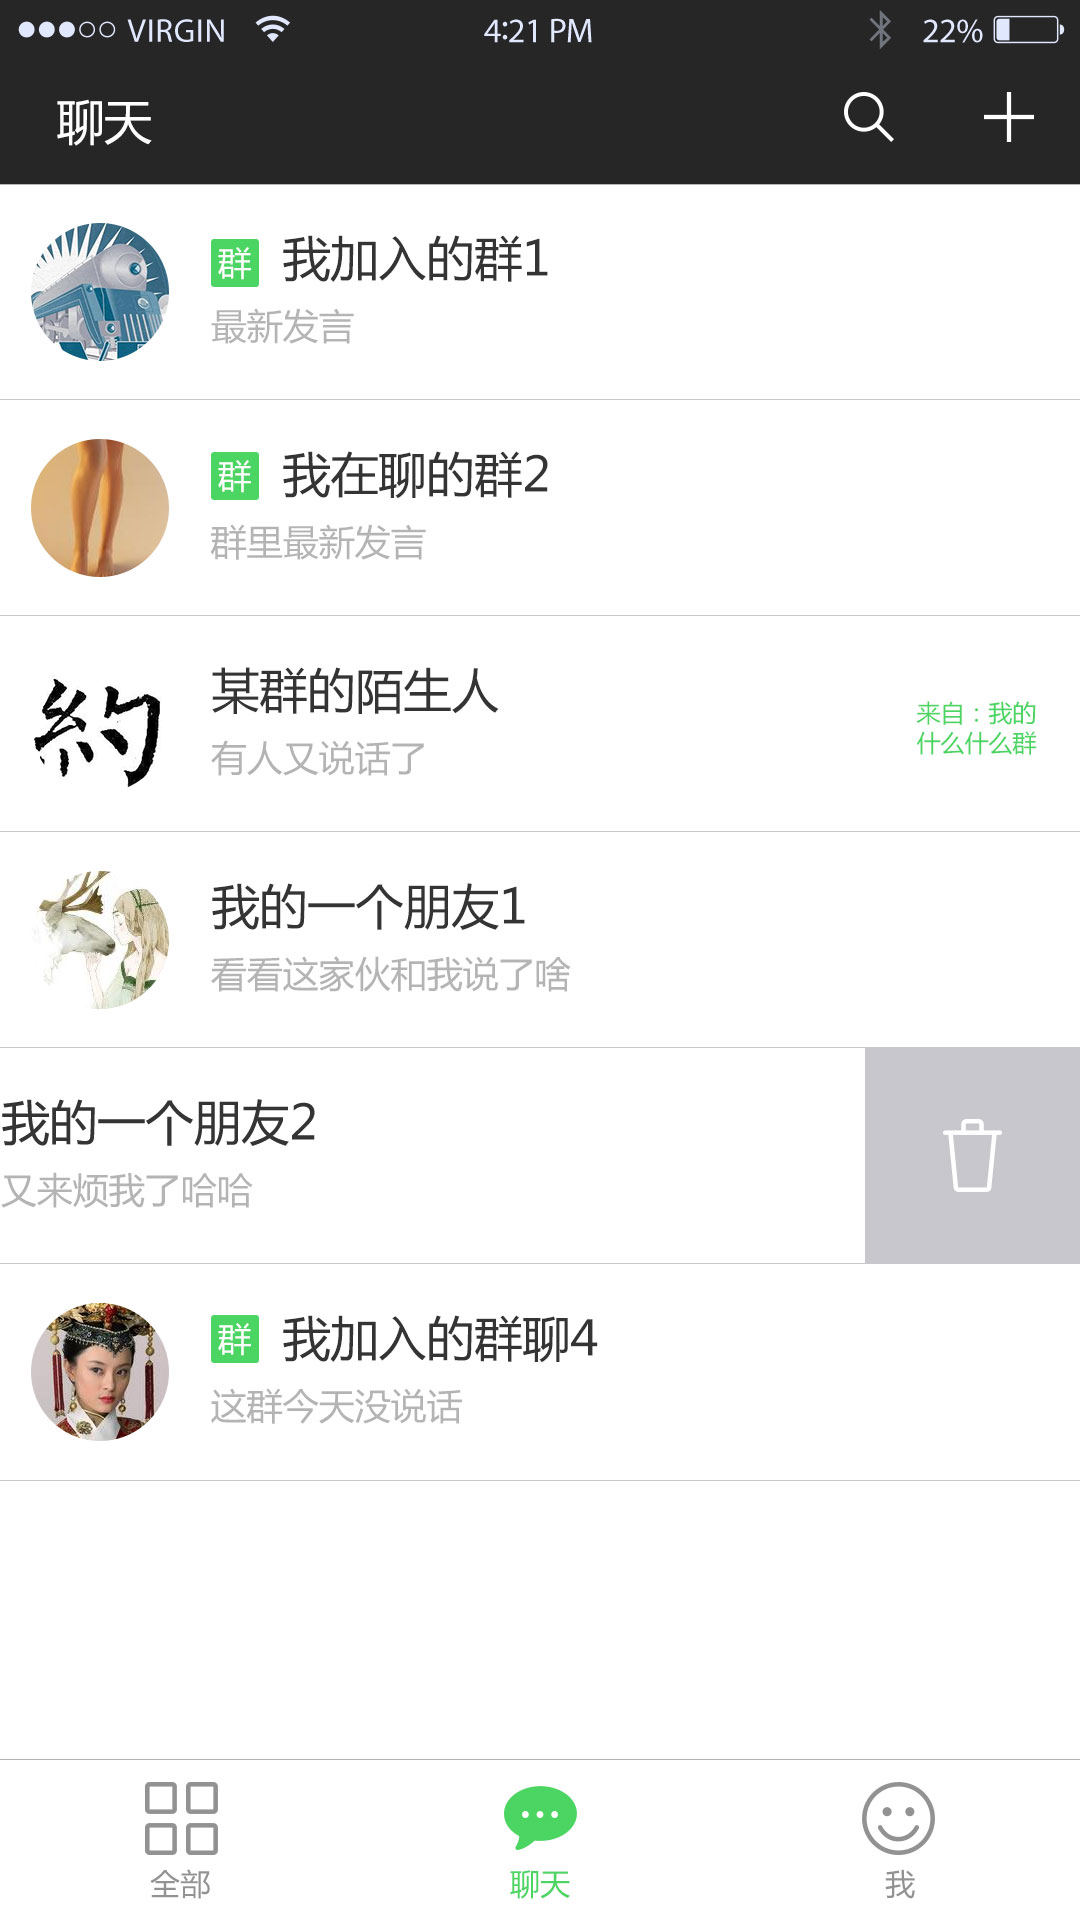 VIRGIN 4:21 PM 22%
聊天
群 我加入的群1
最新发言
群 我在聊的群2
群里最新发言
約
某群的陌生人
有人又说话了
来自：我的
什么什么群
我的一个朋友1
看看这家伙和我说了啥
我的一个朋友2
又来烦我了哈哈
群 我加入的群聊4
这群今天没说话
全部 聊天 我